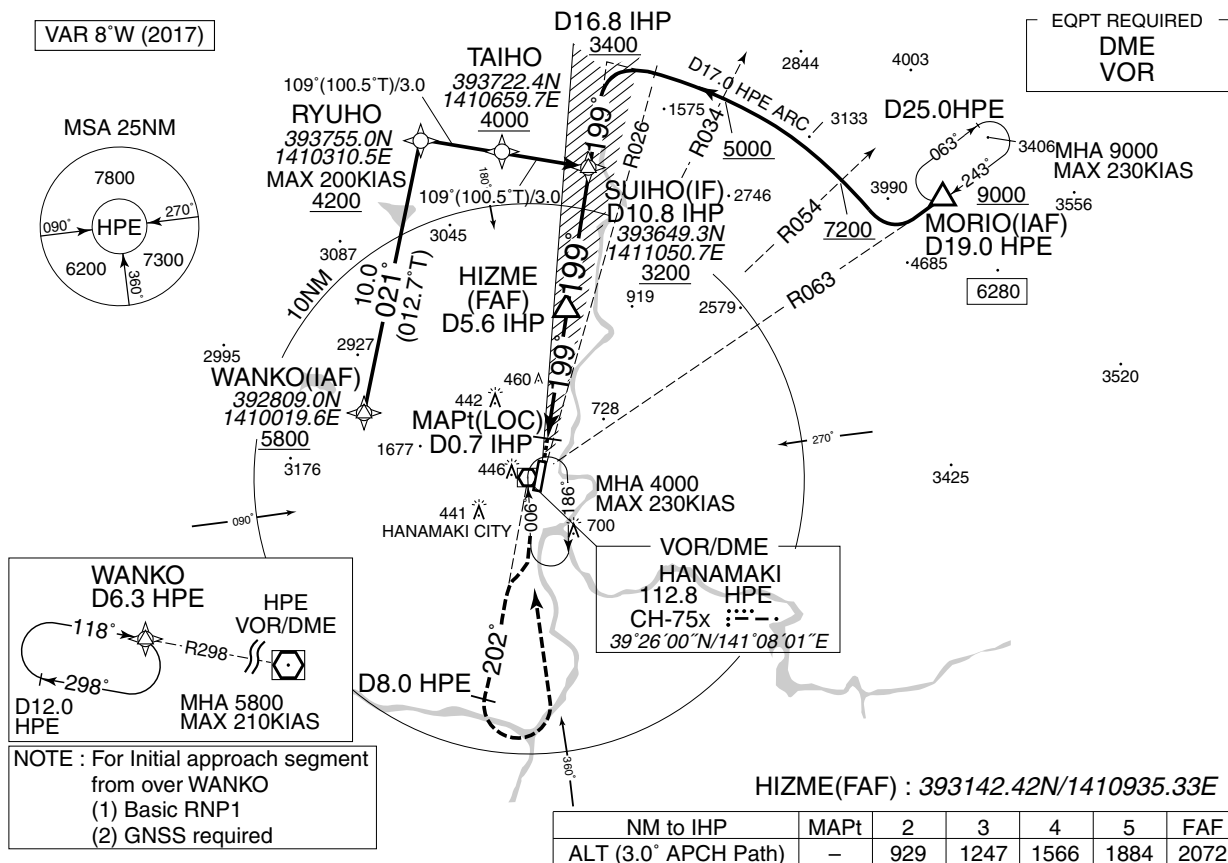 VAR 8°W (2017)
D16.8 IHP
3400
EQPT REQUIRED
DME
VOR
TAIHO
393722.4N
1410659.7E
4000
109°(100.5°T)/3.0
RYUHO
393755.0N
1410310.5E
MAX 200KIAS
4200
109°(100.5°T)/3.0
MSA 25NM
7800
HPE
090°
270°
6200
7300
360°
199°
R026
R034
D17.0 HPE ARC
1575
2844
4003
3133
5000
D25.0HPE
063°
243°
3406
MHA 9000
MAX 230KIAS
3556
9000
MORIO(IAF)
D19.0 HPE
3990
7200
R054
4685
6280
R063
SUIHO(IF)
D10.8 IHP
393649.3N
1411050.7E
3200
2746
180°
3045
3087
10NM
10.0
021°
(012.7°T)
199°
HIZME
(FAF)
D5.6 IHP
919
2579
2995
2927
WANKO(IAF)
392809.0N
1410019.6E
5800
3176
199°
460
442
MAPt(LOC)
D0.7 IHP
728
1677
446
3520
270°
3425
090°
441
HANAMAKI CITY
006°
186°
MHA 4000
MAX 230KIAS
700
VOR/DME
HANAMAKI
112.8 HPE
CH-75x
39°26′00″N/141°08′01″E
WANKO
D6.3 HPE
HPE
VOR/DME
118°
R298
298°
D12.0
HPE
MHA 5800
MAX 210KIAS
202°
D8.0 HPE
360°
NOTE : For Initial approach segment
from over WANKO
(1) Basic RNP1
(2) GNSS required
HIZME(FAF) : 393142.42N/1410935.33E
NM to IHP MAPt 2 3 4 5 FAF
ALT (3.0° APCH Path) – 929 1247 1566 1884 2072